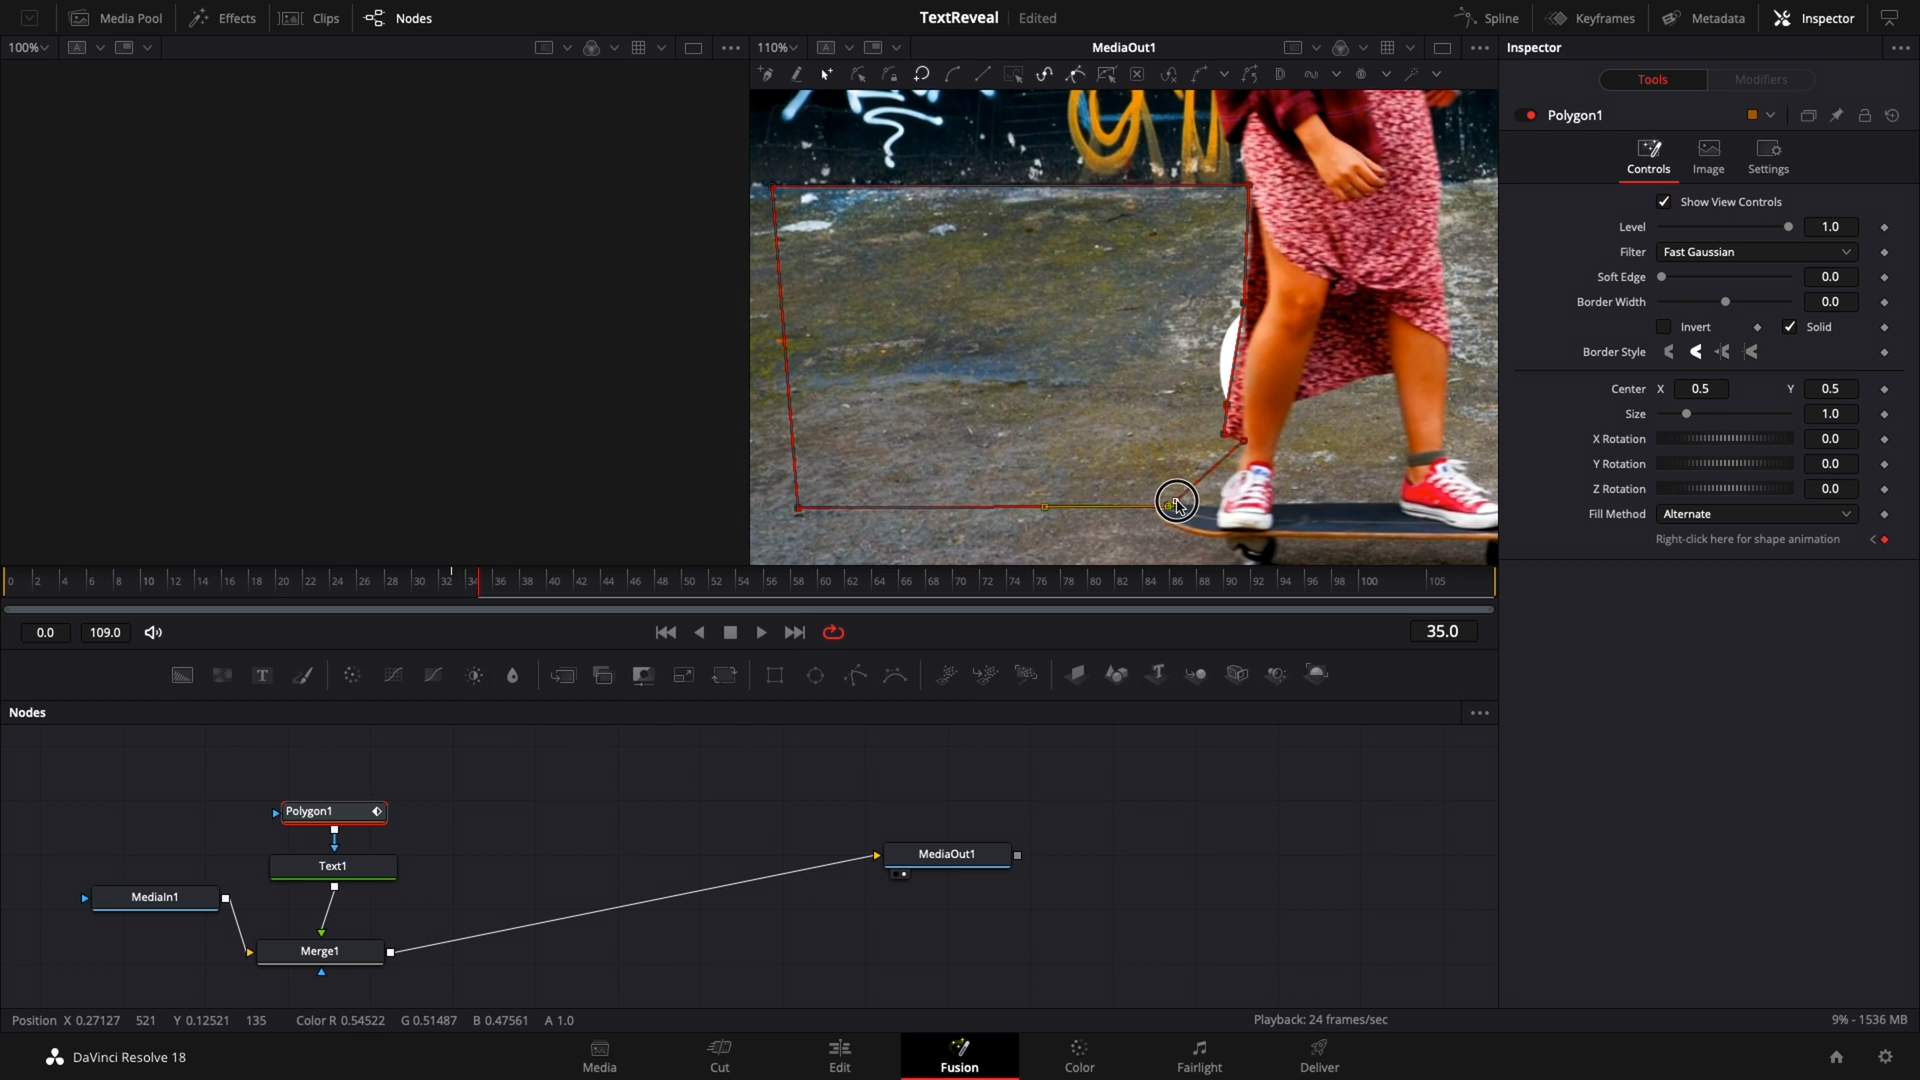 Media Pool
Effects
Clips
Nodes
TextReveal
Edited
Spline
Keyframes
Metadata
Inspector
100%
A
110%
A
MediaOut1
Inspector
Tools
Modifiers
Polygon1
Controls
Image
Settings
Show View Controls
Level
1.0
Filter
Fast Gaussian
Soft Edge
0.0
Border Width
0.0
Invert
Solid
Border Style
Center
X
0.5
Y
0.5
Size
1.0
X Rotation
0.0
Y Rotation
0.0
Z Rotation
0.0
Fill Method
Alternate
Right-click here for shape animation
0 2 4 6 8 10 12 14 16 18 20 22 24 26 28 30 32 34 36 38 40 42 44 46 48 50 52 54 56 58 60 62 64 66 68 70 72 74 76 78 80 82 84 86 88 90 92 94 96 98 100 105
0.0
109.0
35.0
Nodes
Polygon1
Text1
MediaIn1
Merge1
MediaOut1
Position X 0.27127 521 Y 0.12521 135 Color R 0.54522 G 0.51487 B 0.47561 A 1.0
Playback: 24 frames/sec
9% - 1536 MB
DaVinci Resolve 18
Media
Cut
Edit
Fusion
Color
Fairlight
Deliver